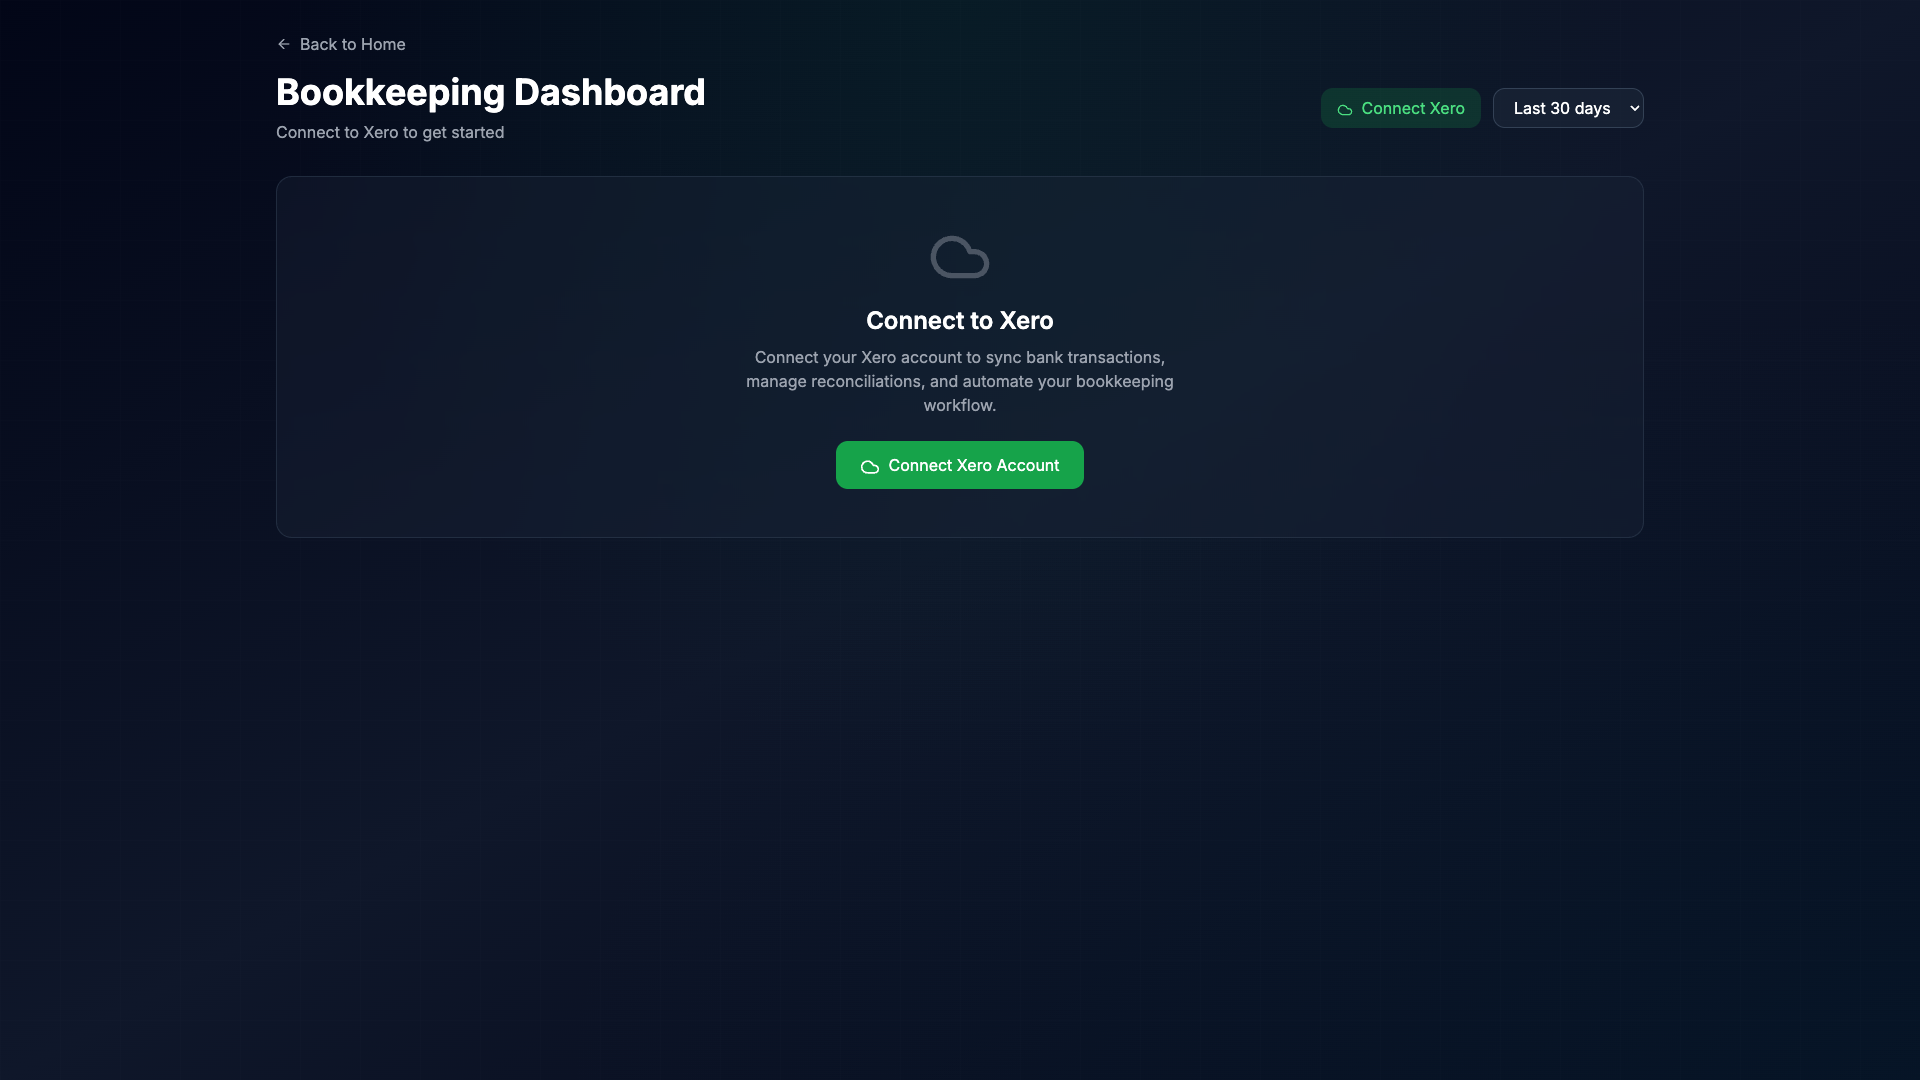 Back to Home
Bookkeeping Dashboard
Connect to Xero to get started
Connect Xero
Last 30 days
Connect to Xero
Connect your Xero account to sync bank transactions,
manage reconciliations, and automate your bookkeeping
workflow.
Connect Xero Account